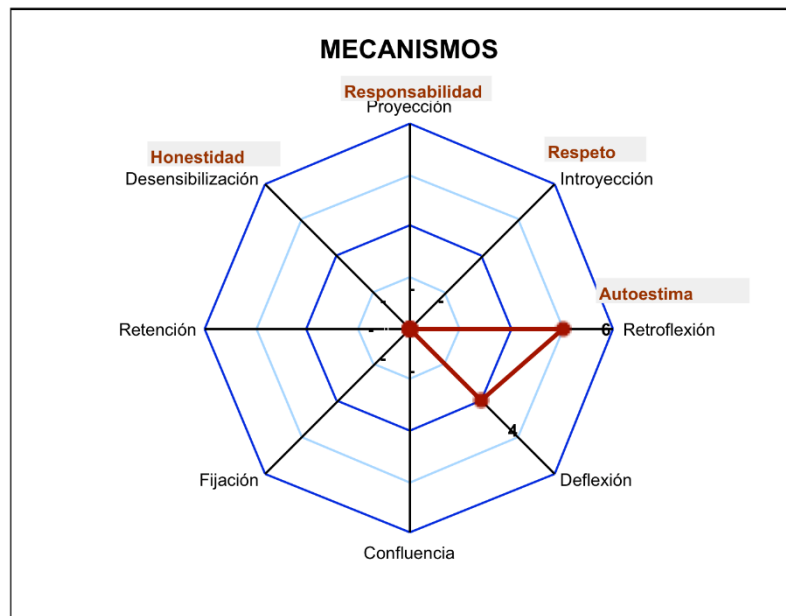 MECANISMOS
Responsabilidad
Proyección
Honestidad
Desensibilización
Respeto
Introyección
-
-
-
Autoestima
Retención
-
6
Retroflexión
-
-
4
Fijación
Deflexión
Confluencia